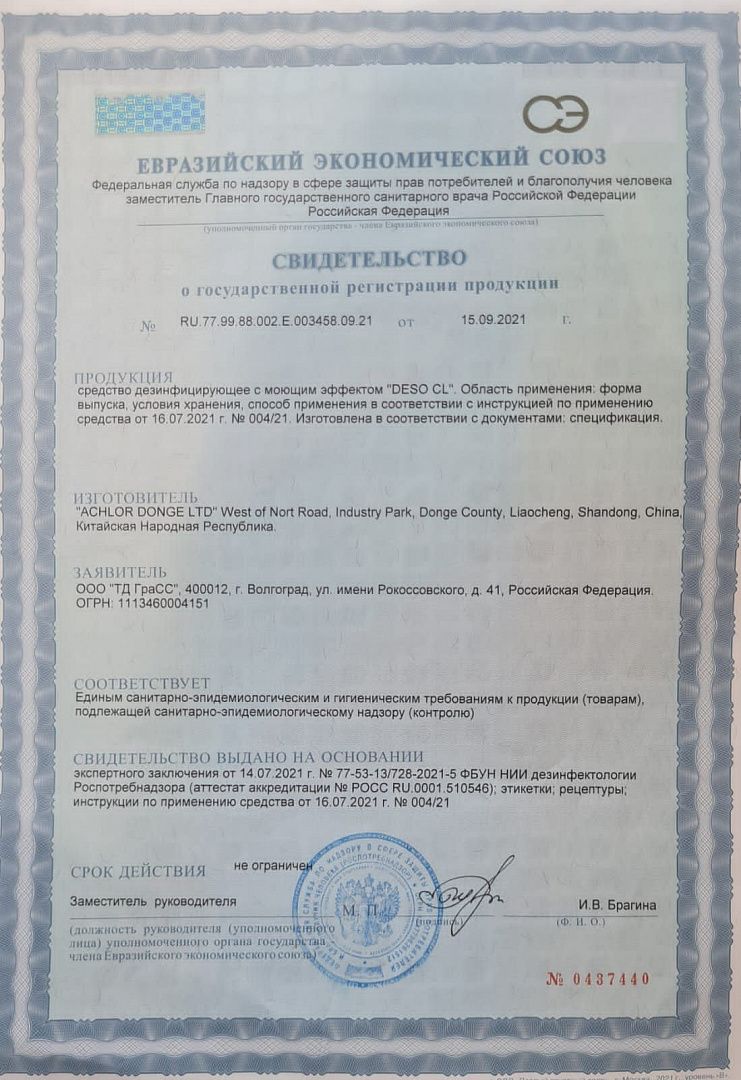 СЭ
ЕВРАЗИЙСКИЙ ЭКОНОМИЧЕСКИЙ СОЮЗ
Федеральная служба по надзору в сфере защиты прав потребителей и благополучия человека
заместитель Главного государственного санитарного врача Российской Федерации
Российская Федерация
(уполномоченный орган государства - члена Евразийского экономического союза)
СВИДЕТЕЛЬСТВО
о государственной регистрации продукции
№ RU.77.99.88.002.E.003458.09.21 от 15.09.2021 г.
ПРОДУКЦИЯ
средство дезинфицирующее с моющим эффектом "DESO CL". Область применения: форма
выпуска, условия хранения, способ применения в соответствии с инструкцией по применению
средства от 16.07.2021 г. № 004/21. Изготовлена в соответствии с документами: спецификация.
ИЗГОТОВИТЕЛЬ
"ACHLOR DONGE LTD" West of Nort Road, Industry Park, Donge County, Liaocheng, Shandong, China,
Китайская Народная Республика.
ЗАЯВИТЕЛЬ
ООО "ТД ГраСС", 400012, г. Волгоград, ул. имени Рокоссовского, д. 41, Российская Федерация.
ОГРН: 1113460004151
СООТВЕТСТВУЕТ
Единым санитарно-эпидемиологическим и гигиеническим требованиям к продукции (товарам),
подлежащей санитарно-эпидемиологическому надзору (контролю)
СВИДЕТЕЛЬСТВО ВЫДАНО НА ОСНОВАНИИ
экспертного заключения от 14.07.2021 г. № 77-53-13/728-2021-5 ФБУН НИИ дезинфектологии
Роспотребнадзора (аттестат аккредитации № РОСС RU.0001.510546); этикетки; рецептуры;
инструкции по применению средства от 16.07.2021 г. № 004/21
СРОК ДЕЙСТВИЯ не ограничен
Заместитель руководителя М. П. И.В. Брагина
(подпись) (Ф. И. О.)
(должность руководителя (уполномоченного
лица) уполномоченного органа государства
члена Евразийского экономического союза)
№ 0437440